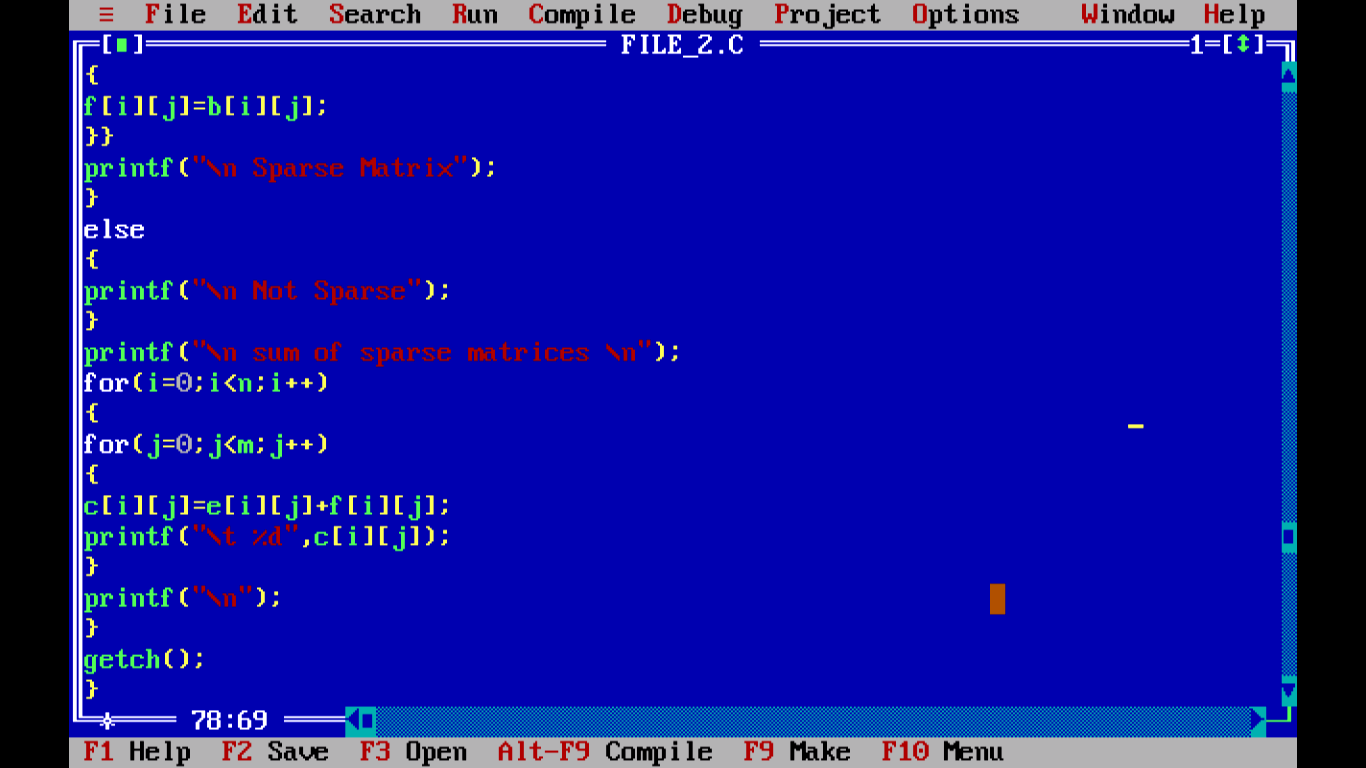 ≡ File Edit Search Run Compile Debug Project Options Window Help
[■] FILE_2.C 1=[↕]
{
f[i][j]=b[i][j];
}}
printf("\n Sparse Matrix");
}
else
{
printf("\n Not Sparse");
}
printf("\n sum of sparse matrices \n");
for(i=0;i<n;i++)
{
for(j=0;j<m;j++)
{
c[i][j]=e[i][j]+f[i][j];
printf("\t %d",c[i][j]);
}
printf("\n");
}
getch();
}
78:69
F1 Help F2 Save F3 Open Alt-F9 Compile F9 Make F10 Menu